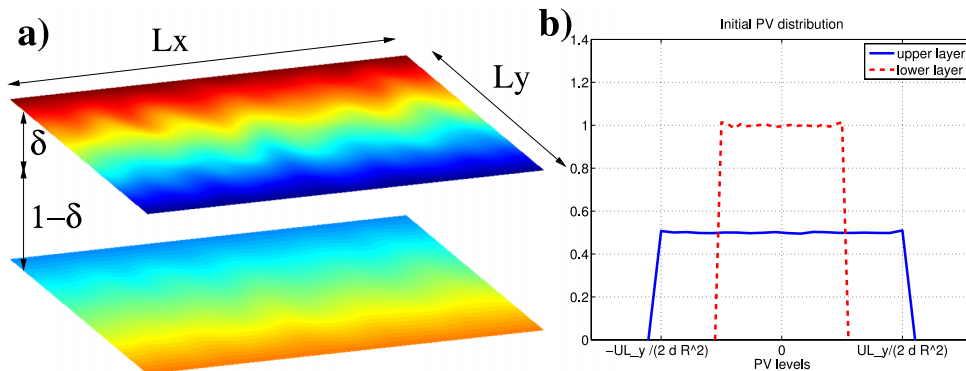 a)
Lx
Ly
δ
1-δ
b)
Initial PV distribution
upper layer
lower layer
1.4
1.2
1
0.8
0.6
0.4
0.2
0
-UL_y /(2 d R^2)
0
UL_y/(2 d R^2)
PV levels